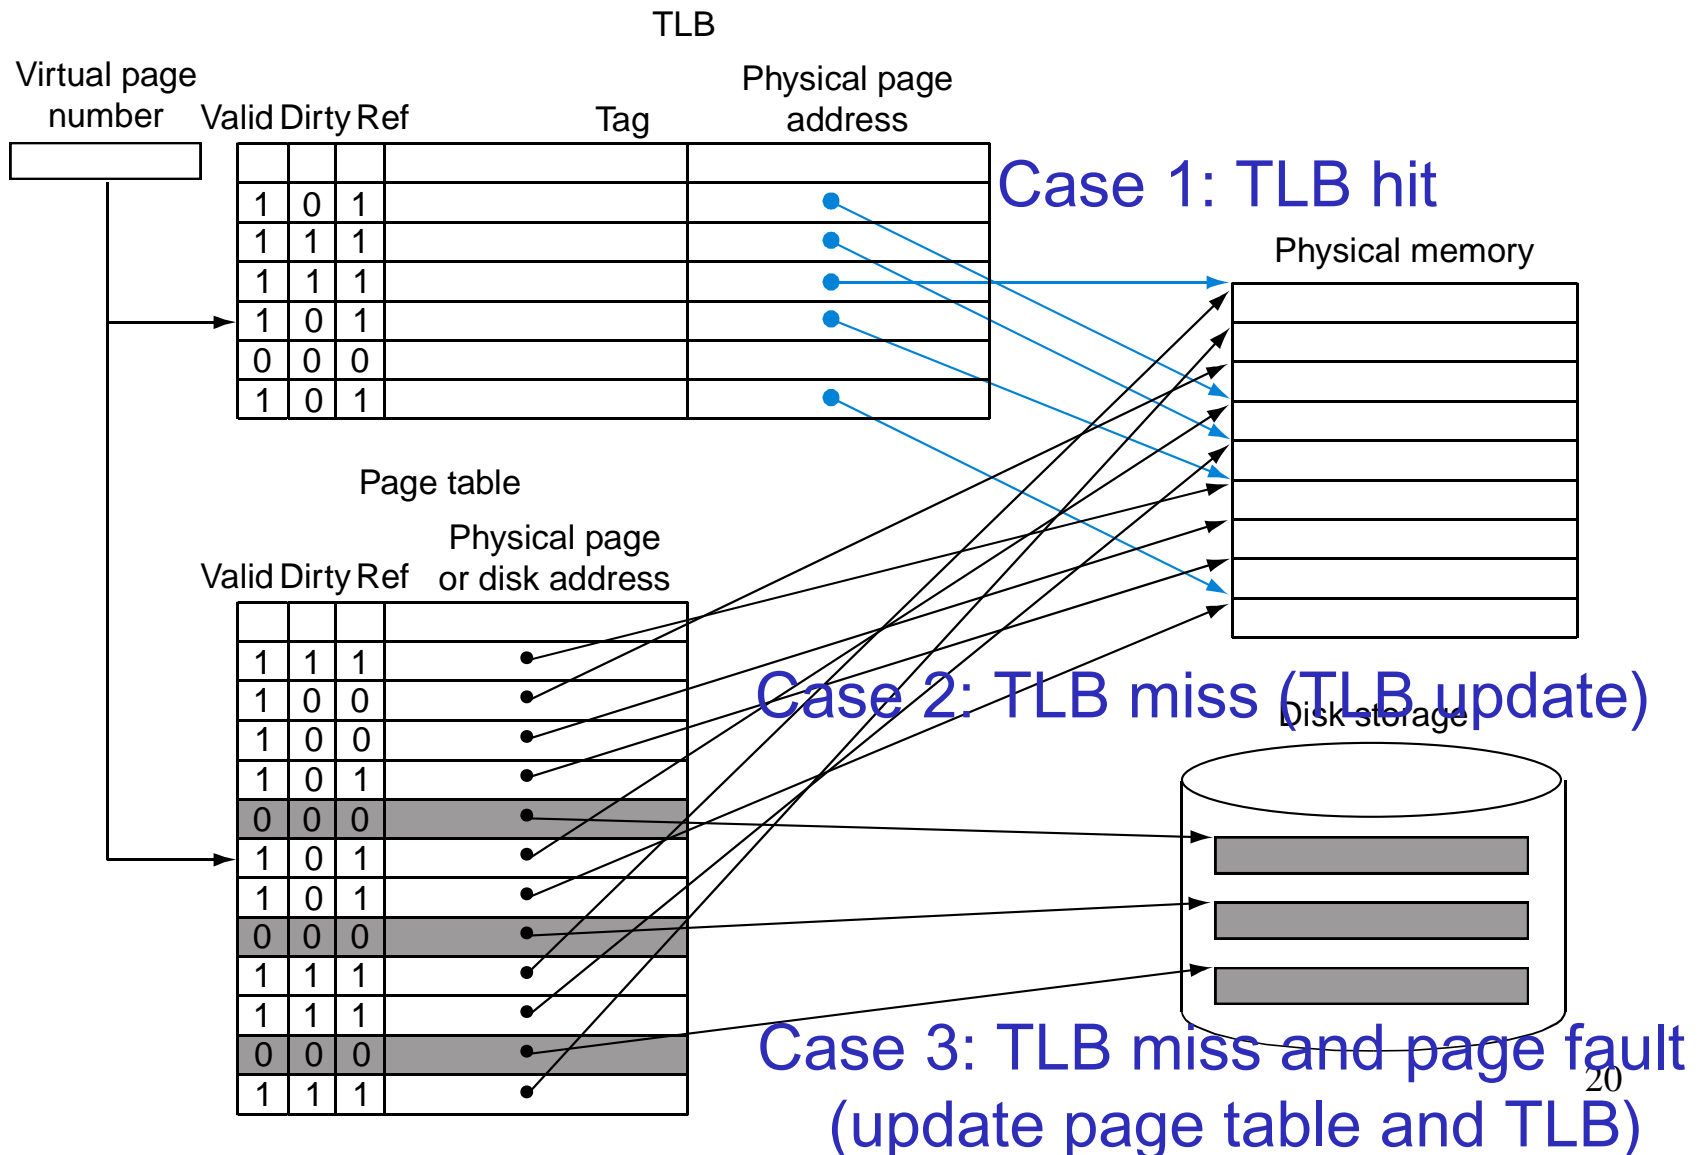 TLB
Virtual page
number
Valid Dirty Ref
Tag
Physical page
address
Case 1: TLB hit
1 0 1
1 1 1
1 1 1
1 0 1
0 0 0
1 0 1
Physical memory
Page table
Physical page
or disk address
Valid Dirty Ref
1 1 1
1 0 0
1 0 0
1 0 1
0 0 0
1 0 1
1 0 1
0 0 0
1 1 1
1 1 1
0 0 0
1 1 1
Case 2: TLB miss (TLB update)
Disk storage
Case 3: TLB miss and page fault
(update page table and TLB)
20